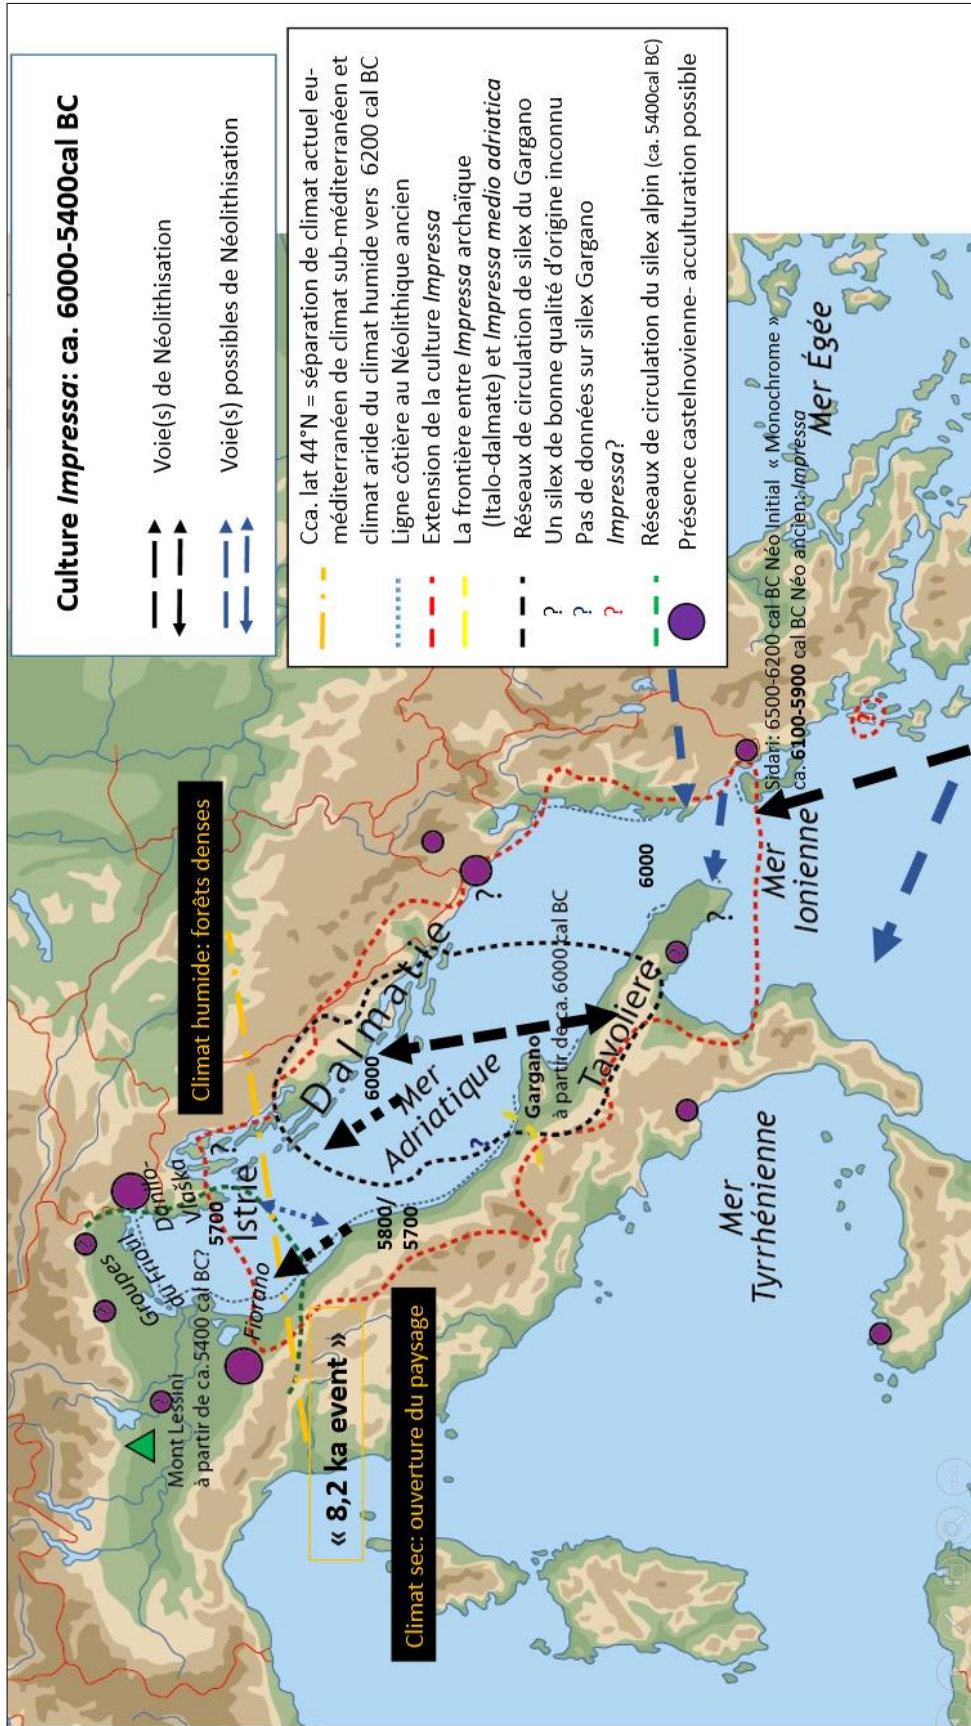 Culture Impressa: ca. 6000-5400cal BC
Voie(s) de Néolithisation
Voie(s) possibles de Néolithisation
Cca. lat 44°N = séparation de climat actuel eu-
méditerranéen de climat sub-méditerranéen et
climat aride du climat humide vers 6200 cal BC
Ligne côtière au Néolithique ancien
Extension de la culture Impressa
La frontière entre Impressa archaïque
(Italo-dalmate) et Impressa medio adriatica
Réseaux de circulation de silex du Gargano
? Un silex de bonne qualité d'origine inconnu
? Pas de données sur silex Gargano
? Impressa?
Réseaux de circulation du silex alpin (ca. 5400cal BC)
Présence castelnovienne- acculturation possible
Climat humide: forêts denses
Danilo-
Vlaška
Groupes
du Frioul
5700
?
Istrie
Fiorano
Mont Lessini
à partir de ca. 5400 cal BC?
« 8,2 ka event »
Climat sec: ouverture du paysage
5800/
5700
Dalmatie
?
6000
Mer
Adriatique
?
Gargano
à partir de ca. 6000 cal BC
Tavoliere
?
6000
Mer
Tyrrhénienne
Mer
Ionienne
Sidari: 6500-6200 cal BC Néo Initial « Monochrome »
ca. 6100-5900 cal BC Néo ancien: Impressa
Mer Égée
?
?
?
?
?